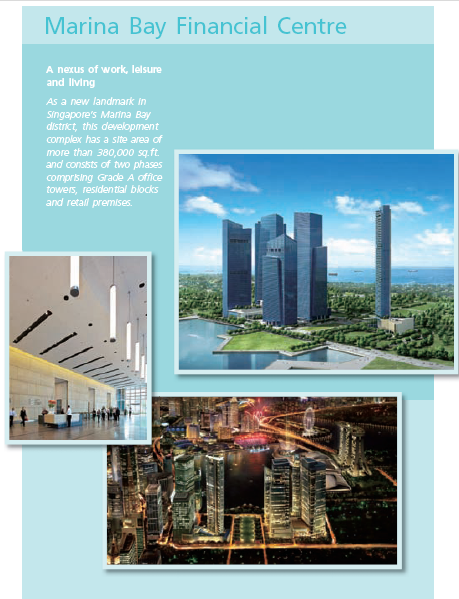 Marina Bay Financial Centre
A nexus of work, leisure
and living
As a new landmark in
Singapore's Marina Bay
district, this development
complex has a site area of
more than 380,000 sq.ft.
and consists of two phases
comprising Grade A office
towers, residential blocks
and retail premises.